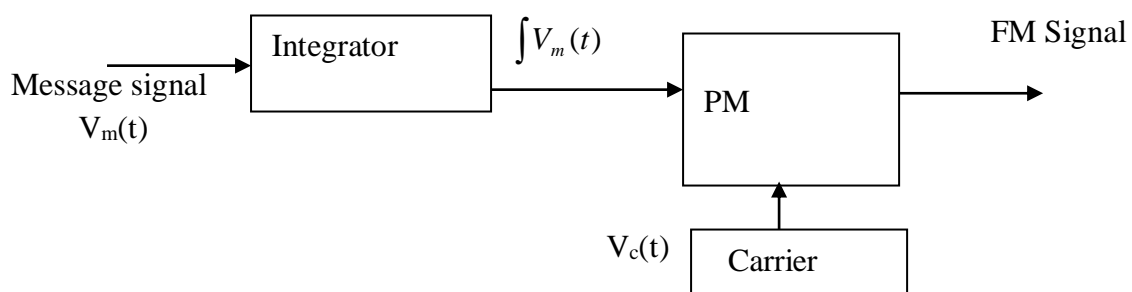 Integrator
∫V_m(t)
FM Signal
Message signal
V_m(t)
PM
V_c(t)
Carrier